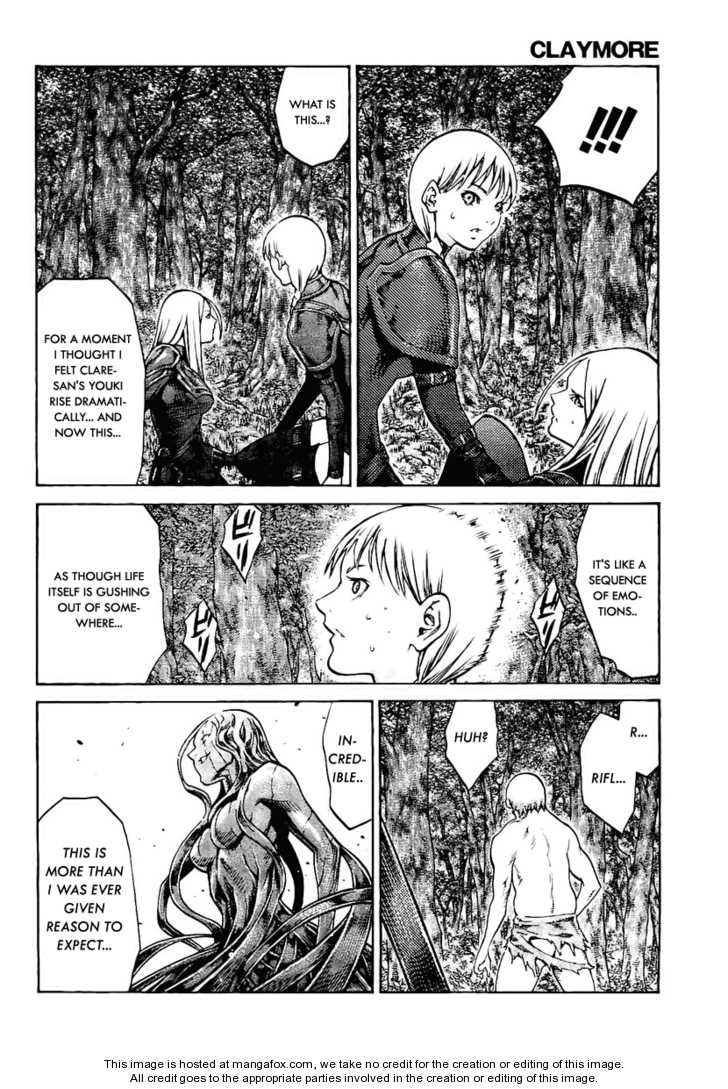 CLAYMORE
!!!
WHAT IS
THIS...?
FOR A MOMENT
I THOUGHT I
FELT CLARE-
SAN'S YOUKI
RISE DRAMATI-
CALLY... AND
NOW THIS...
IT'S LIKE A
SEQUENCE
OF EMO-
TIONS..
AS THOUGH LIFE
ITSELF IS GUSHING
OUT OF SOME-
WHERE...
R...
RIFL...
HUH?
IN-
CRED-
IBLE..
THIS IS
MORE THAN
I WAS EVER
GIVEN
REASON TO
EXPECT...
This image is hosted at mangafox.com, we take no credit for the creation or editing of this image.
All credit goes to the appropriate parties involved in the creation or editing of this image.